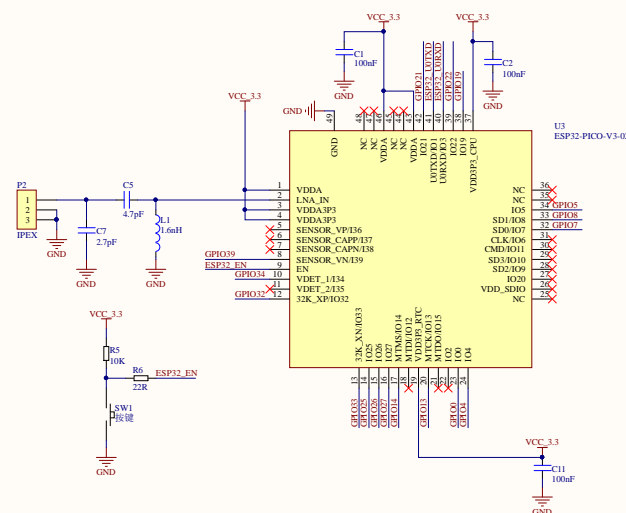 VCC_3.3
VCC_3.3
C1
100nF
C2
100nF
GND
GND
GPIO21
ESP32_U0TXD
ESP32_U0RXD
GPIO22
GPIO19
VCC_3.3
GND
49
48
47
46
45
44
43
42
41
40
39
38
37
GND
NC
NC
VDDA
NC
NC
VDDA
IO21
U0TXD/IO1
U0RXD/IO3
IO22
IO19
VDD3P3_CPU
U3
ESP32-PICO-V3-0
P2
1
2
3
IPEX
GND
C7
2.7pF
GND
C5
4.7pF
L1
1.6nH
GND
1 VDDA
2 LNA_IN
3 VDDA3P3
4 VDDA3P3
5 SENSOR_VP/I36
6 SENSOR_CAPP/I37
7 SENSOR_CAPN/I38
GPIO39 8 SENSOR_VN/I39
ESP32_EN 9 EN
GPIO34 10 VDET_1/I34
11 VDET_2/I35
GPIO32 12 32K_XP/IO32
NC 36
NC 35
IO5 34 GPIO5
SD1/IO8 33 GPIO8
SD0/IO7 32 GPIO7
CLK/IO6 31
CMD/IO11 30
SD3/IO10 29
SD2/IO9 28
IO20 27
VDD_SDIO 26
NC 25
32K_XN/IO33
IO25
IO26
IO27
MTMS/IO14
MTDI/IO12
VDD3P3_RTC
MTCK/IO13
MTDO/IO15
IO2
IO0
IO4
13
14
15
16
17
18
19
20
21
22
23
24
GPIO33
GPIO25
GPIO26
GPIO27
GPIO14
GPIO13
GPIO0
GPIO4
VCC_3.3
R5
10K
R6
22R
ESP32_EN
SW1
按键
GND
VCC_3.3
C11
100nF
GND